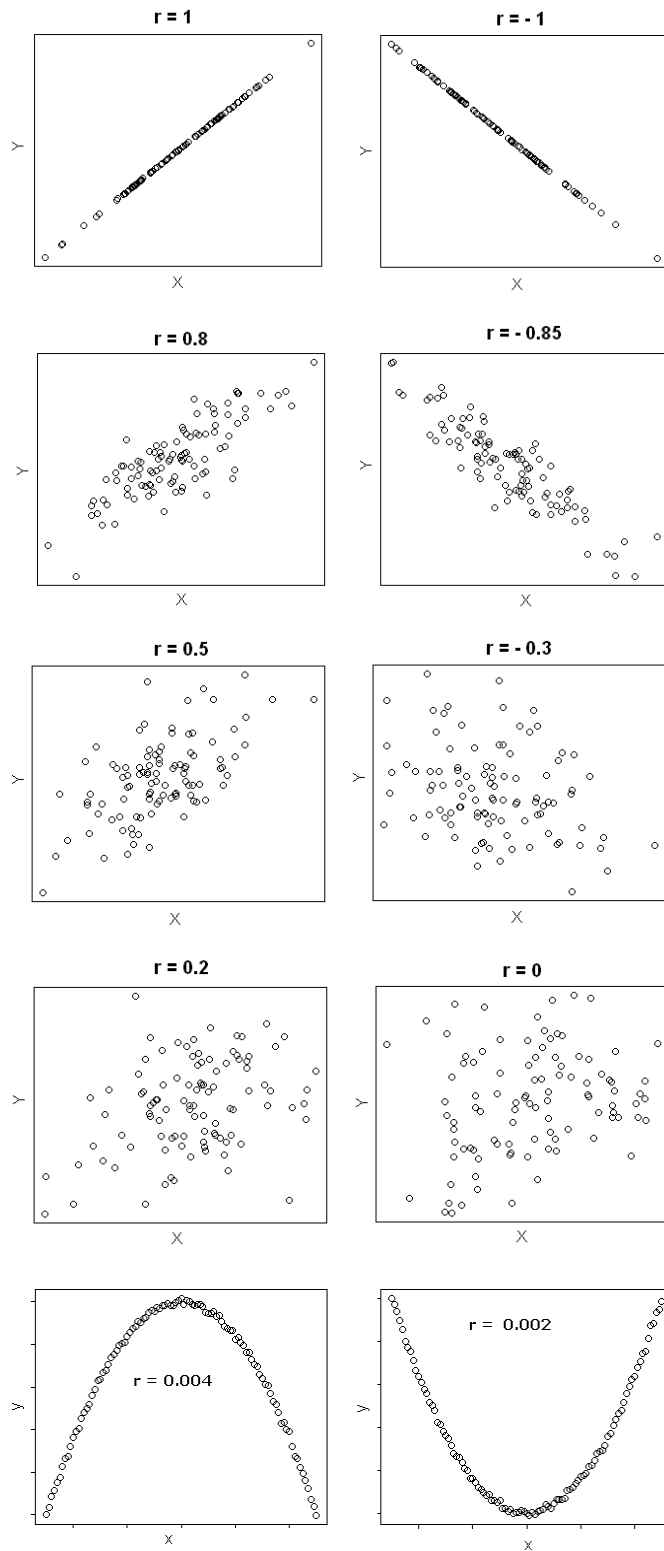 r = 1
r = - 1
Y
Y
X
X
r = 0.8
r = - 0.85
Y
Y
X
X
r = 0.5
r = - 0.3
Y
Y
X
X
r = 0.2
r = 0
Y
Y
X
X
r = 0.004
r = 0.002
y
y
x
x